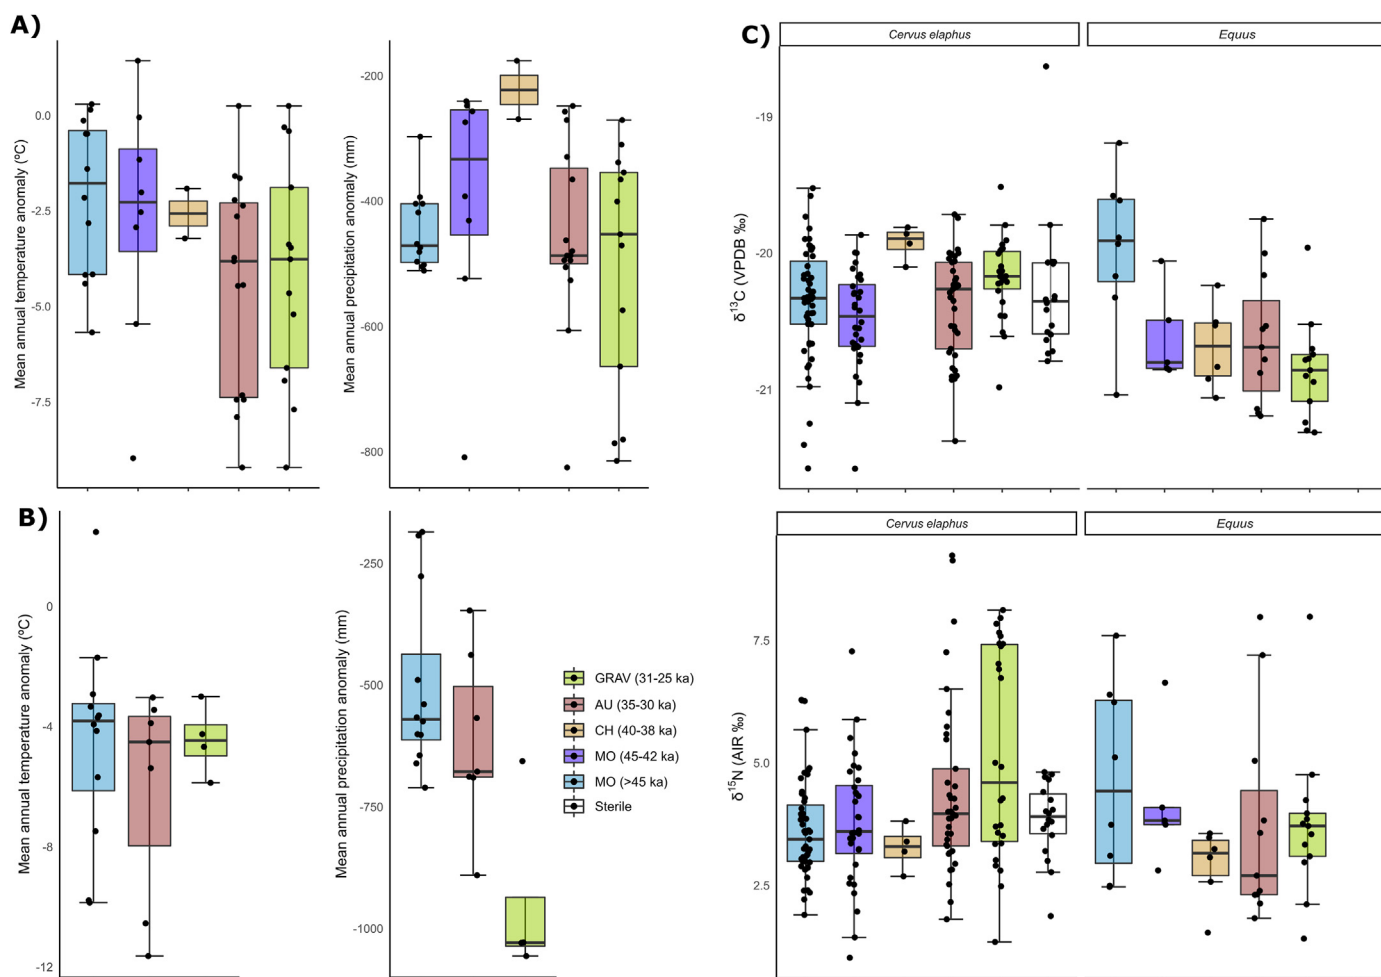 A)
Mean annual temperature anomaly (ºC)
0.0
-2.5
-5.0
-7.5
Mean annual precipitation anomaly (mm)
-200
-400
-600
-800
B)
Mean annual temperature anomaly (ºC)
0
-4
-8
-12
Mean annual precipitation anomaly (mm)
-250
-500
-750
-1000
GRAV (31-25 ka)
AU (35-30 ka)
CH (40-38 ka)
MO (45-42 ka)
MO (>45 ka)
Sterile
C)
Cervus elaphus
Equus
δ¹³C (VPDB ‰)
-19
-20
-21
Cervus elaphus
Equus
δ¹⁵N (AIR ‰)
7.5
5.0
2.5